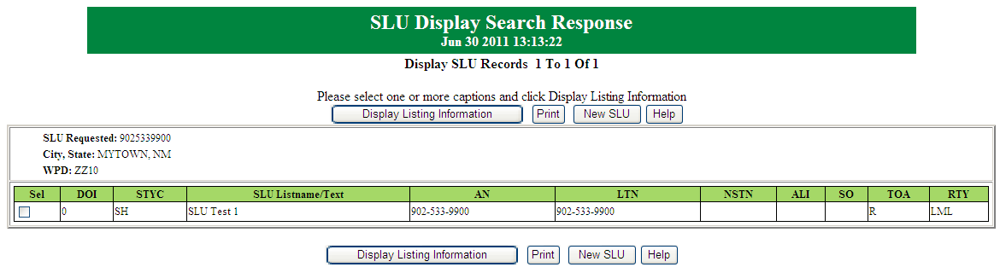 SLU Display Search Response
Jun 30 2011 13:13:22
Display SLU Records 1 To 1 Of 1
Please select one or more captions and click Display Listing Information
Display Listing Information Print New SLU Help
SLU Requested: 9025339900
City, State: MYTOWN, NM
WPD: ZZ10
Sel DOI STYC SLU Listname/Text AN LTN NSTN ALI SO TOA RTY
0 SH SLU Test 1 902-533-9900 902-533-9900 R LML
Display Listing Information Print New SLU Help